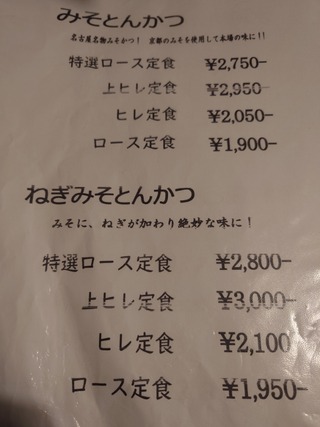 みそとんかつ
名古屋名物みそかつ! 京都のみそを使用して本場の味に!!
特選ロース定食 ¥2,750-
上ヒレ定食 ¥2,950-
ヒレ定食 ¥2,050-
ロース定食 ¥1,900-
ねぎみそとんかつ
みそに、ねぎが加わり絶妙な味に!
特選ロース定食 ¥2,800-
上ヒレ定食 ¥3,000-
ヒレ定食 ¥2,100
ロース定食 ¥1,950-